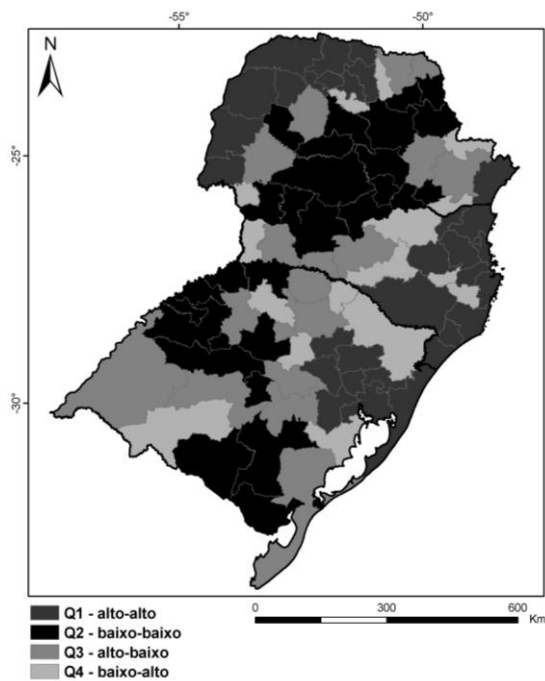 -55° -50°
N
-25°
-30°
Q1 - alto-alto
Q2 - baixo-baixo
Q3 - alto-baixo
Q4 - baixo-alto
0 300 600
Km